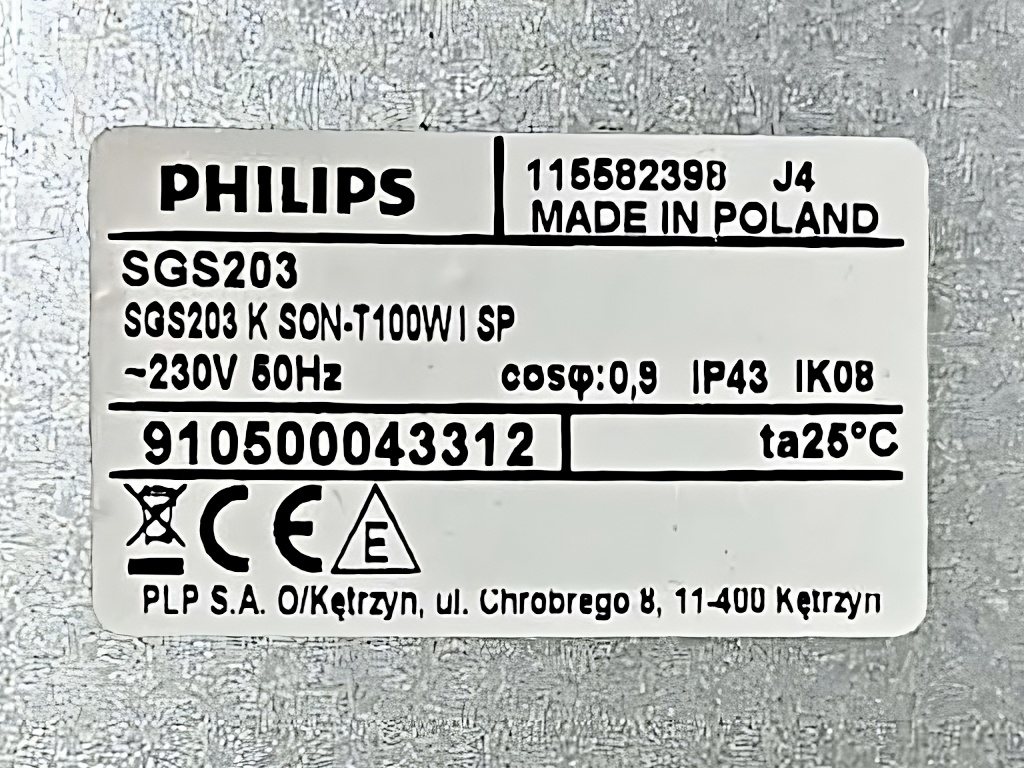 PHILIPS
115582398 J4
MADE IN POLAND
SGS203
SGS203 K SON-T100W I SP
~230V 50Hz cosφ:0,9 IP43 IK08
910500043312 ta25°C
CE E
PLP S.A. O/Kętrzyn, ul. Chrobrego 8, 11-400 Kętrzyn